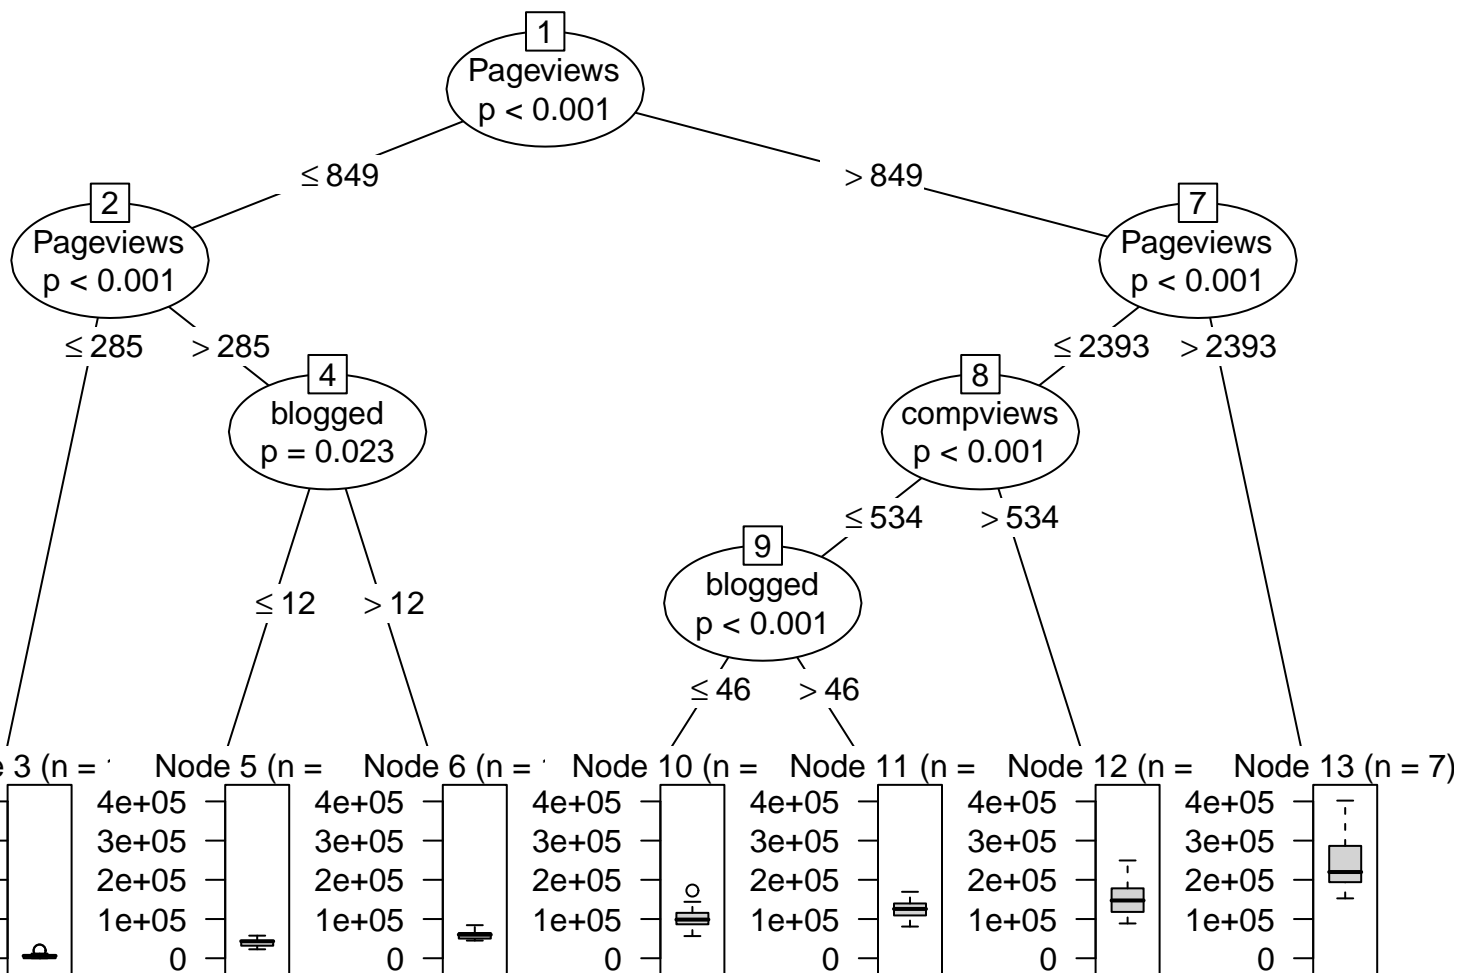 1
Pageviews
p < 0.001
≤ 849
> 849
2
Pageviews
p < 0.001
7
Pageviews
p < 0.001
≤ 285
> 285
≤ 2393
> 2393
4
blogged
p = 0.023
8
compviews
p < 0.001
≤ 534
> 534
9
blogged
p < 0.001
≤ 12
> 12
≤ 46
> 46
3 (n =
Node 5 (n =
Node 6 (n =
Node 10 (n =
Node 11 (n =
Node 12 (n =
Node 13 (n = 7)
4e+05
3e+05
2e+05
1e+05
0
4e+05
3e+05
2e+05
1e+05
0
4e+05
3e+05
2e+05
1e+05
0
4e+05
3e+05
2e+05
1e+05
0
4e+05
3e+05
2e+05
1e+05
0
4e+05
3e+05
2e+05
1e+05
0